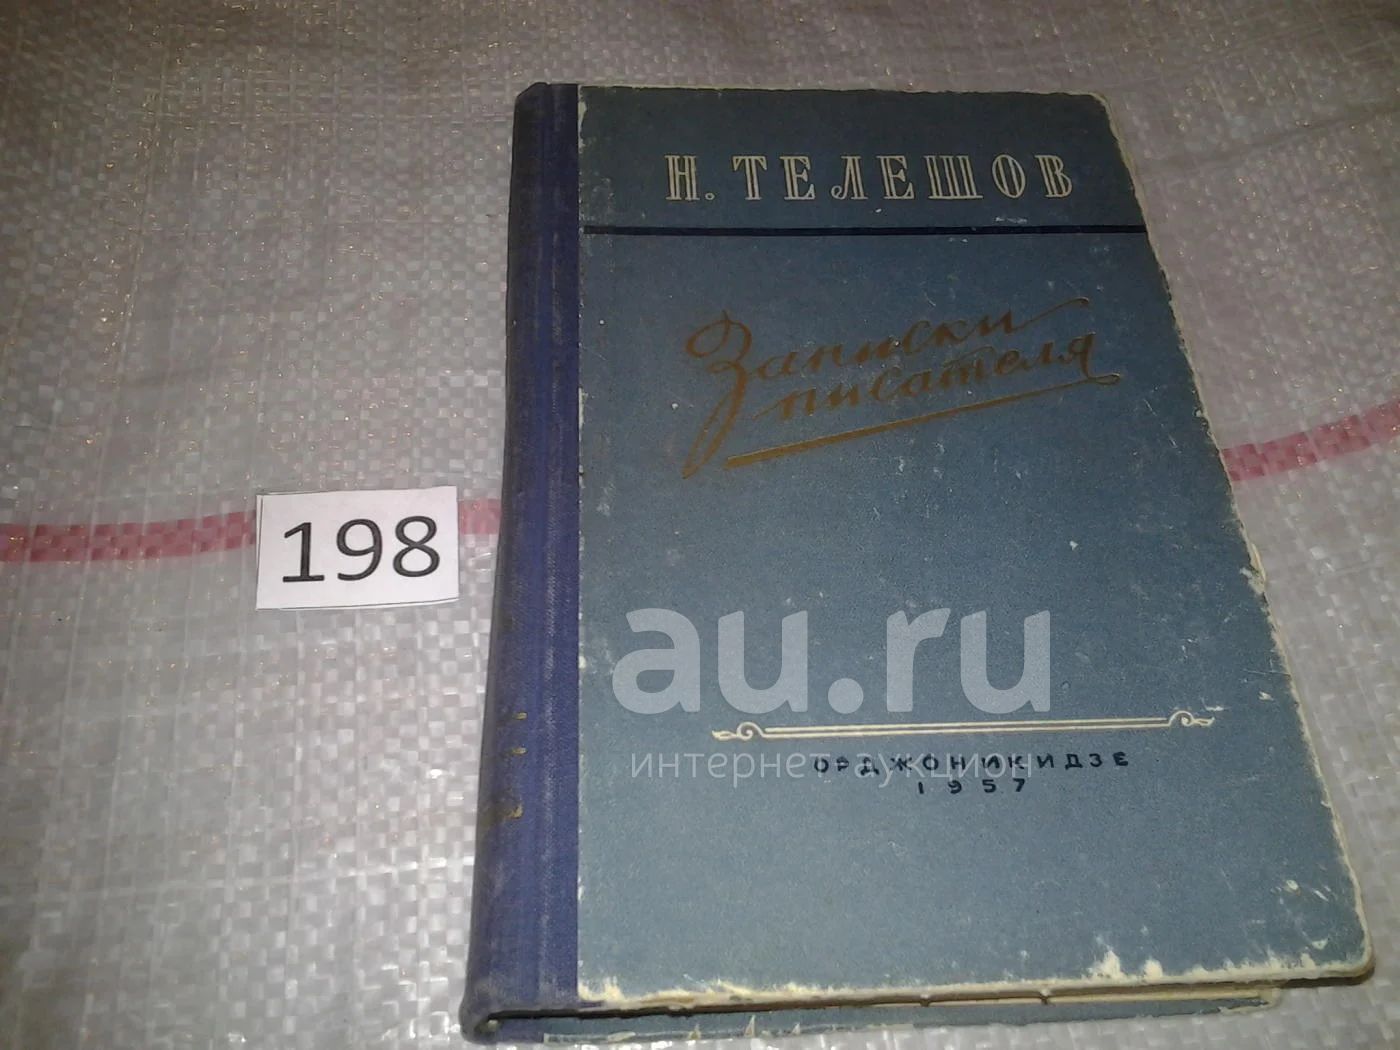 Н. ТЕЛЕШОВ
Записки
писателя
198
au.ru
интернет-аукцион
ОРДЖОНИКИДЗЕ
1957